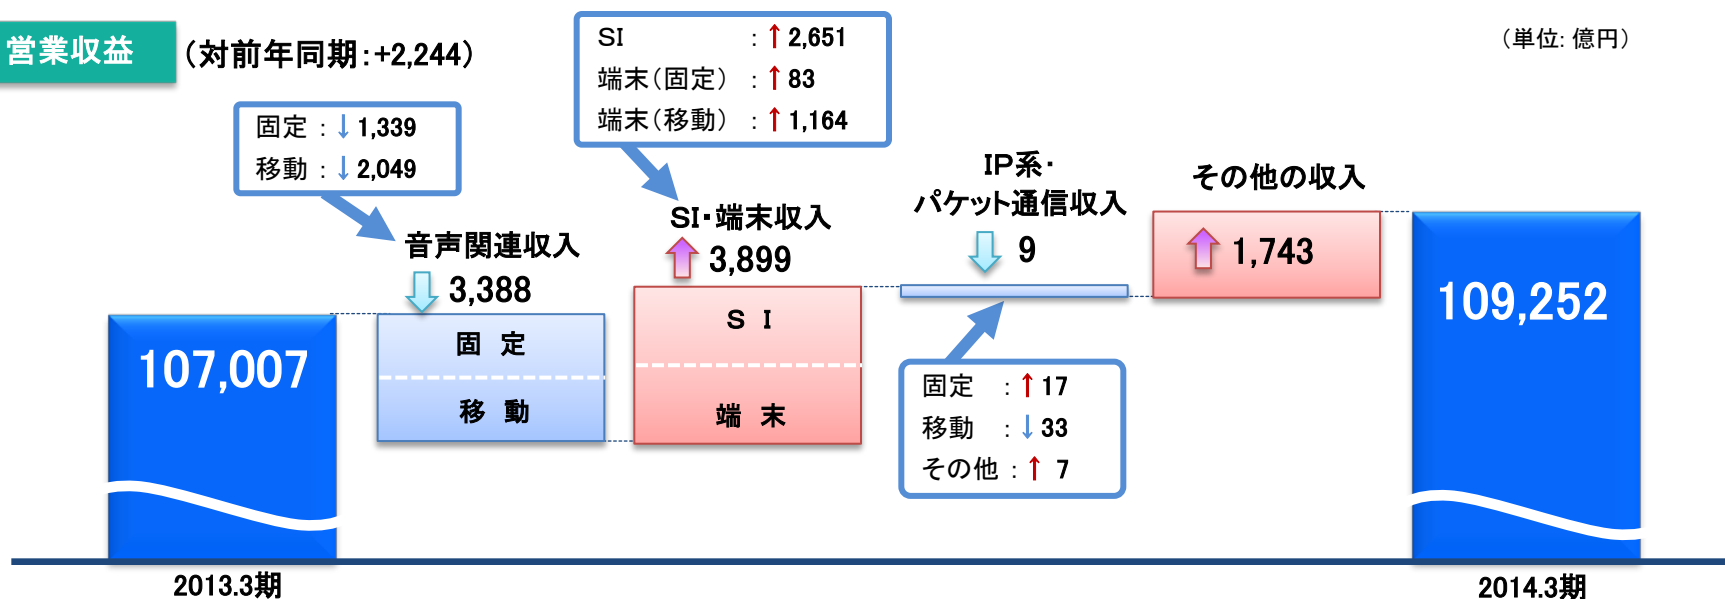 営業収益
(対前年同期:+2,244)
(単位: 億円)
SI : ↑ 2,651
端末(固定) : ↑ 83
端末(移動) : ↑ 1,164
固定 : ↓ 1,339
移動 : ↓ 2,049
音声関連収入
3,388
SI・端末収入
3,899
IP系・
パケット通信収入
9
その他の収入
1,743
107,007
固 定
移 動
S I
端 末
固定 : ↑ 17
移動 : ↓ 33
その他 : ↑ 7
109,252
2013.3期
2014.3期